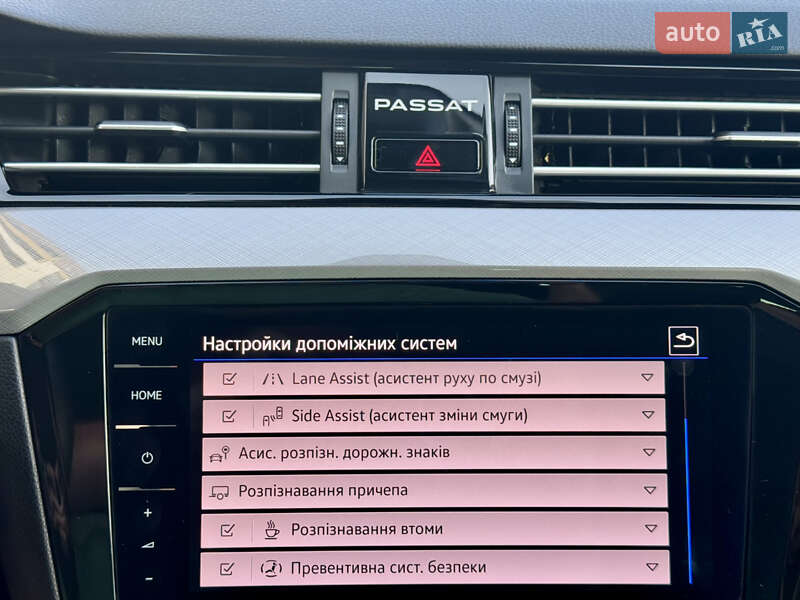 auto RIA .com
PASSAT
MENU
Настройки допоміжних систем
Lane Assist (асистент руху по смузі)
HOME
Side Assist (асистент зміни смуги)
Асис. розпізн. дорожн. знаків
Розпізнавання причепа
+
Розпізнавання втоми
Превентивна сист. безпеки
-